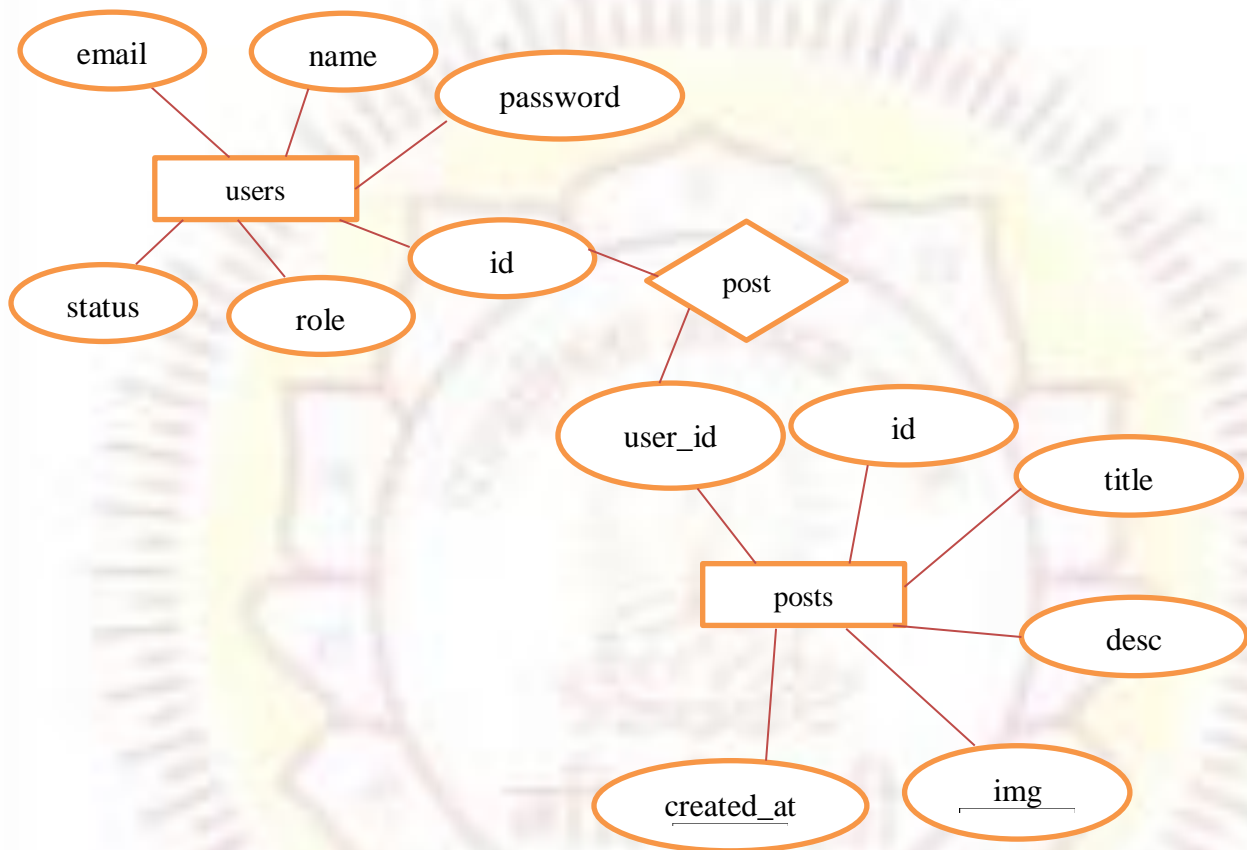 email
name
password
users
id
post
status
role
user_id
id
title
posts
desc
created_at
img